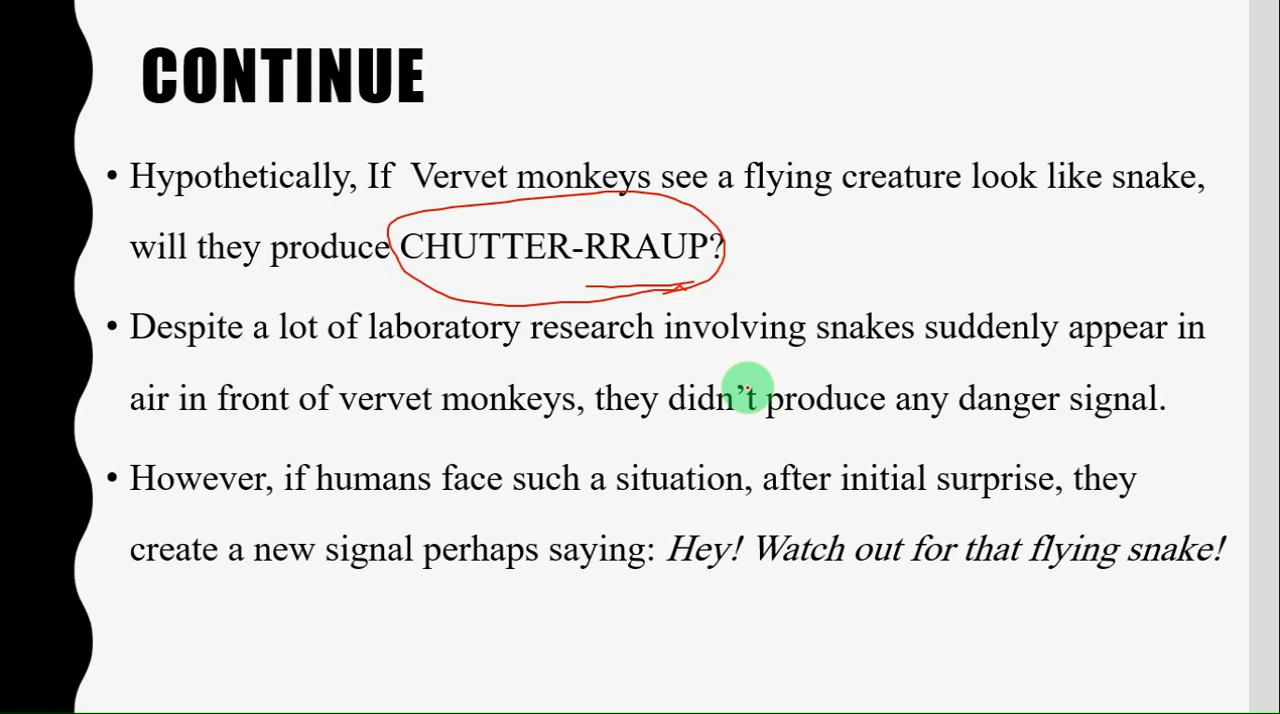 CONTINUE
• Hypothetically, If Vervet monkeys see a flying creature look like snake,
will they produce CHUTTER-RRAUP?
• Despite a lot of laboratory research involving snakes suddenly appear in
air in front of vervet monkeys, they didn’t produce any danger signal.
• However, if humans face such a situation, after initial surprise, they
create a new signal perhaps saying: Hey! Watch out for that flying snake!